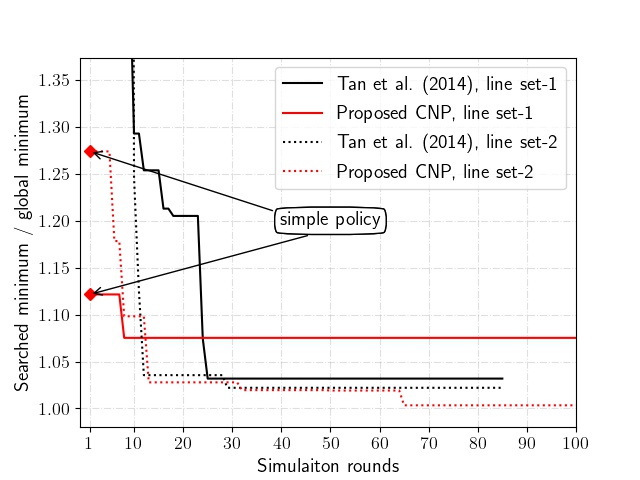 Tan et al. (2014), line set-1
Proposed CNP, line set-1
Tan et al. (2014), line set-2
Proposed CNP, line set-2
simple policy
Searched minimum / global minimum
1.35
1.30
1.25
1.20
1.15
1.10
1.05
1.00
1 10 20 30 40 50 60 70 80 90 100
Simulaiton rounds